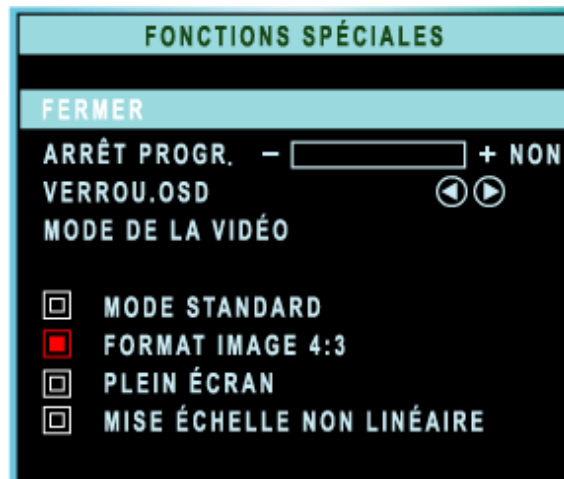 FONCTIONS SPÉCIALES
FERMER
ARRÊT PROGR. − + NON
VERROU.OSD
MODE DE LA VIDÉO
MODE STANDARD
FORMAT IMAGE 4:3
PLEIN ÉCRAN
MISE ÉCHELLE NON LINÉAIRE